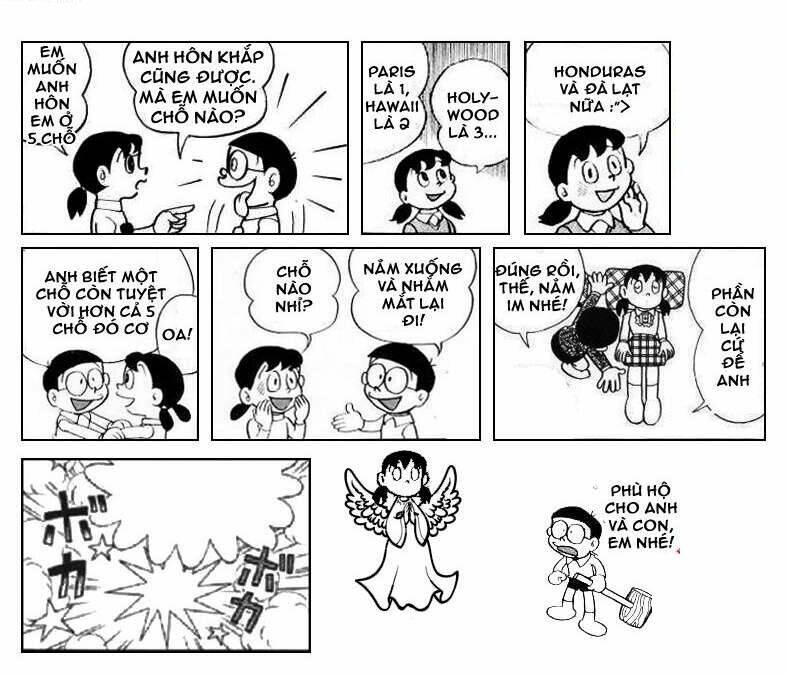 EM
MUỐN
ANH
HÔN
EM Ở
5 CHỖ
ANH HÔN KHẮP
CŨNG ĐƯỢC.
MÀ EM MUỐN
CHỖ NÀO?
PARIS
LÀ 1,
HAWAII
LÀ 2
HOLY-
WOOD
LÀ 3...
HONDURAS
VÀ ĐÀ LẠT
NỮA :">
ANH BIẾT MỘT
CHỖ CÒN TUYỆT
VỜI HƠN CẢ 5
CHỖ ĐÓ CƠ
OA!
CHỖ
NÀO
NHỈ?
NẰM XUỐNG
VÀ NHẮM
MẮT LẠI
ĐI!
ĐÚNG RỒI,
THẾ, NẰM
IM NHÉ!
PHẦN
CÒN
LẠI
CỨ
ĐỂ
ANH
ボカ
ボカ
PHÙ HỘ
CHO ANH
VÀ CON,
EM NHÉ!